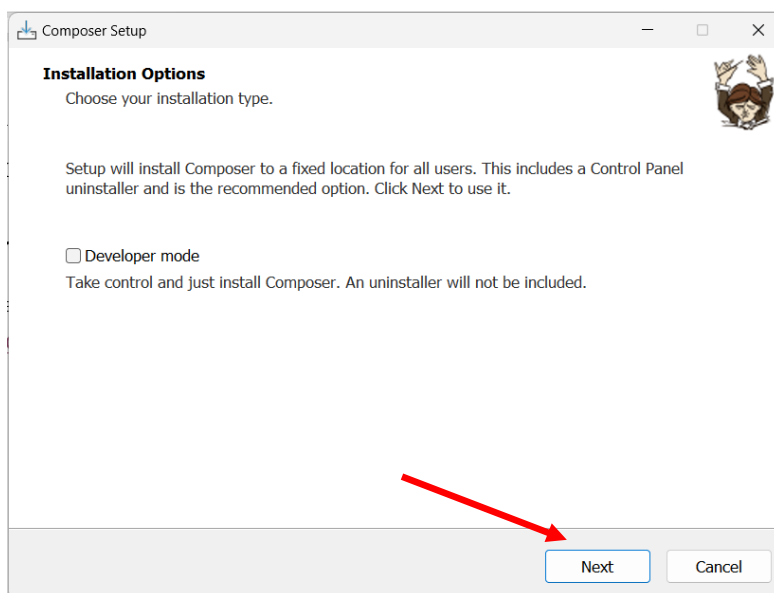 Composer Setup
Installation Options
Choose your installation type.
Setup will install Composer to a fixed location for all users. This includes a Control Panel
uninstaller and is the recommended option. Click Next to use it.
Developer mode
Take control and just install Composer. An uninstaller will not be included.
Next
Cancel